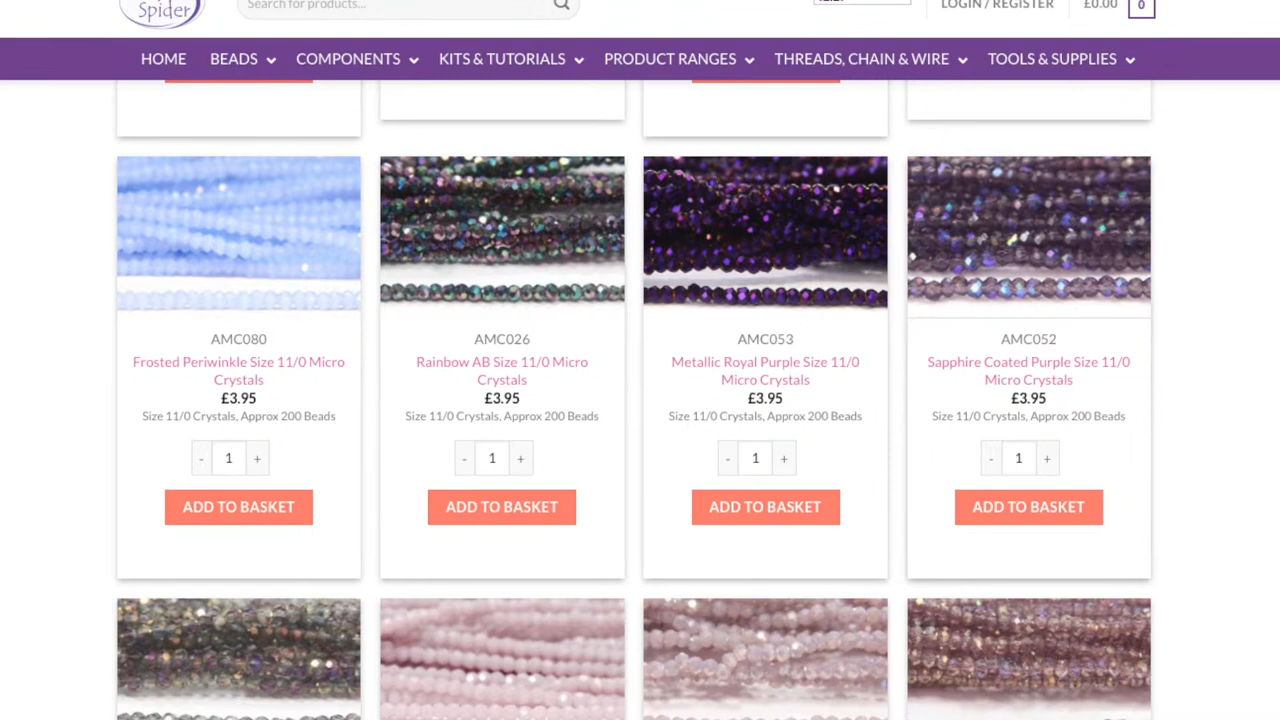 Spider
Search for products...
LOGIN / REGISTER
£0.00
0
HOME BEADS COMPONENTS KITS & TUTORIALS PRODUCT RANGES THREADS, CHAIN & WIRE TOOLS & SUPPLIES
AMC080
Frosted Periwinkle Size 11/0 Micro
Crystals
£3.95
Size 11/0 Crystals, Approx 200 Beads
- 1 +
ADD TO BASKET
AMC026
Rainbow AB Size 11/0 Micro
Crystals
£3.95
Size 11/0 Crystals, Approx 200 Beads
- 1 +
ADD TO BASKET
AMC053
Metallic Royal Purple Size 11/0
Micro Crystals
£3.95
Size 11/0 Crystals, Approx 200 Beads
- 1 +
ADD TO BASKET
AMC052
Sapphire Coated Purple Size 11/0
Micro Crystals
£3.95
Size 11/0 Crystals, Approx 200 Beads
- 1 +
ADD TO BASKET